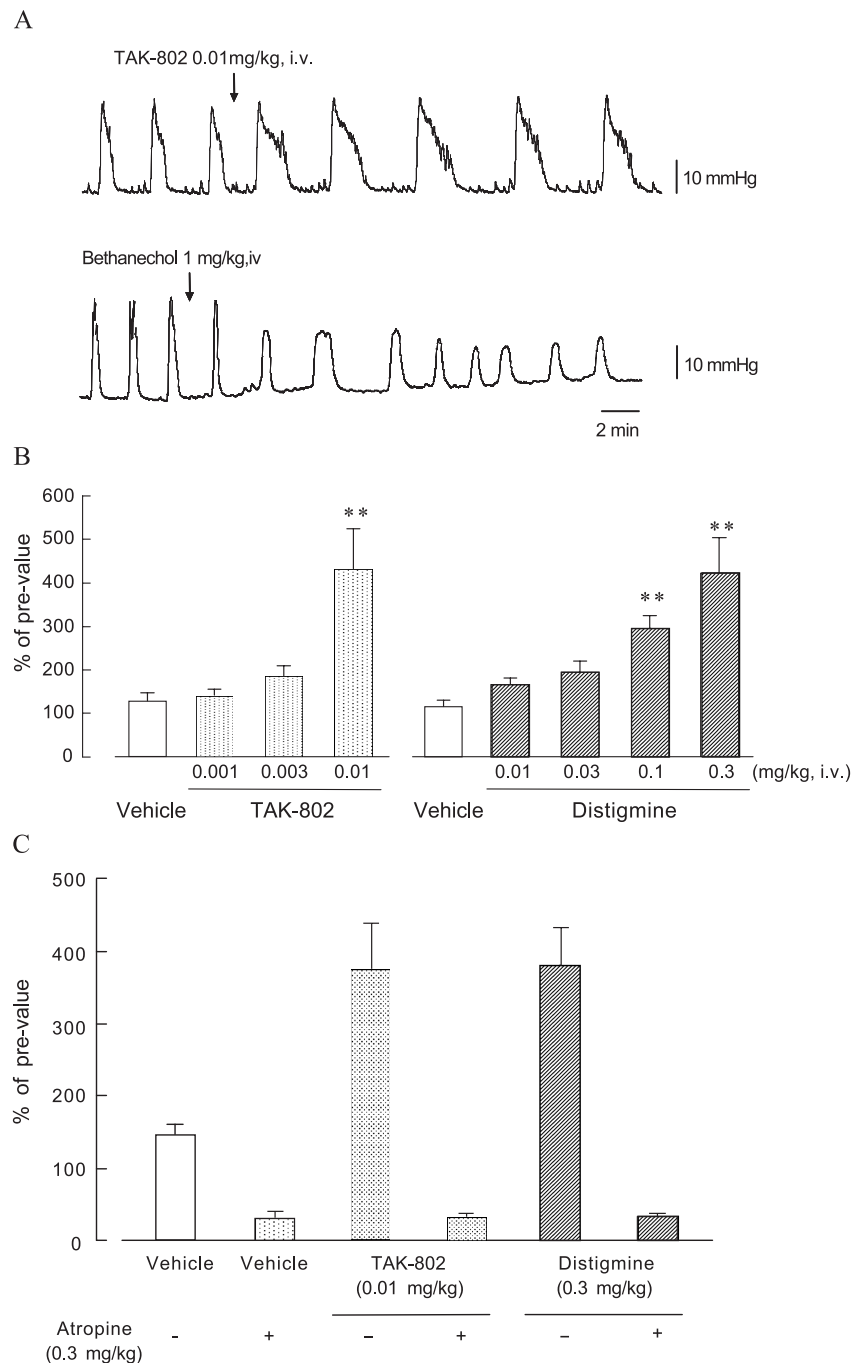 A
TAK-802 0.01mg/kg, i.v.
10 mmHg
Bethanechol 1 mg/kg,iv
10 mmHg
2 min
B
% of pre-value
600
500
400
300
200
100
0
** ** **
0.001 0.003 0.01 0.01 0.03 0.1 0.3 (mg/kg, i.v.)
Vehicle TAK-802 Vehicle Distigmine
C
% of pre-value
500
400
300
200
100
0
Vehicle Vehicle TAK-802 Distigmine
(0.01 mg/kg) (0.3 mg/kg)
Atropine - + – + – +
(0.3 mg/kg)